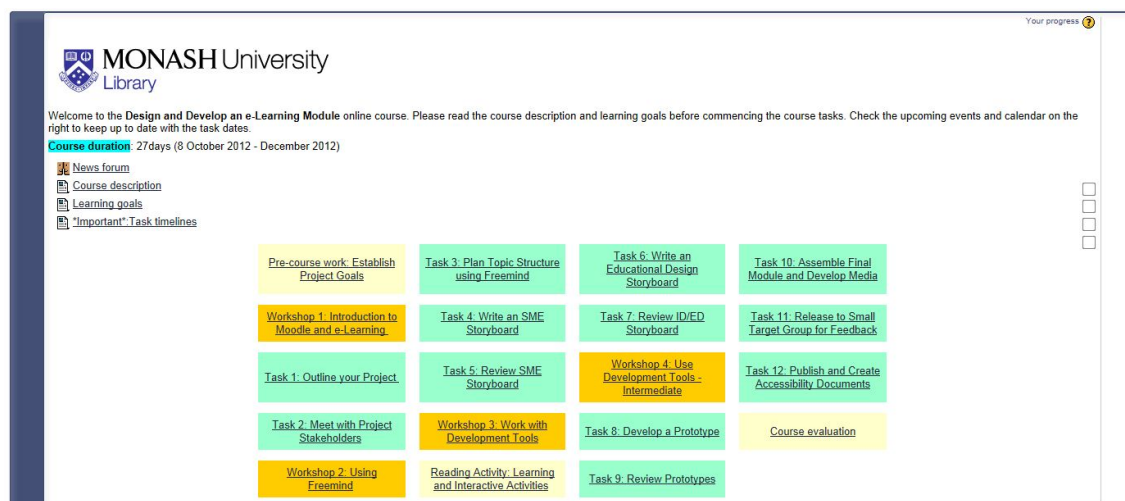 Your progress ?
MONASH University
Library
Welcome to the Design and Develop an e-Learning Module online course. Please read the course description and learning goals before commencing the course tasks. Check the upcoming events and calendar on the
right to keep up to date with the task dates.
Course duration: 27days (8 October 2012 - December 2012)
News forum
Course description
Learning goals
*Important*:Task timelines
Pre-course work: Establish
Project Goals
Workshop 1: Introduction to
Moodle and e-Learning
Task 1: Outline your Project
Task 2: Meet with Project
Stakeholders
Workshop 2: Using
Freemind
Task 3: Plan Topic Structure
using Freemind
Task 4: Write an SME
Storyboard
Task 5: Review SME
Storyboard
Workshop 3: Work with
Development Tools
Reading Activity: Learning
and Interactive Activities
Task 6: Write an
Educational Design
Storyboard
Task 7: Review ID/ED
Storyboard
Workshop 4: Use
Development Tools -
Intermediate
Task 8: Develop a Prototype
Task 9: Review Prototypes
Task 10: Assemble Final
Module and Develop Media
Task 11: Release to Small
Target Group for Feedback
Task 12: Publish and Create
Accessibility Documents
Course evaluation